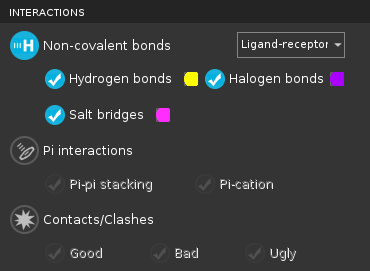 INTERACTIONS
Non-covalent bonds Ligand-receptor
Hydrogen bonds Halogen bonds
Salt bridges
Pi interactions
Pi-pi stacking Pi-cation
Contacts/Clashes
Good Bad Ugly